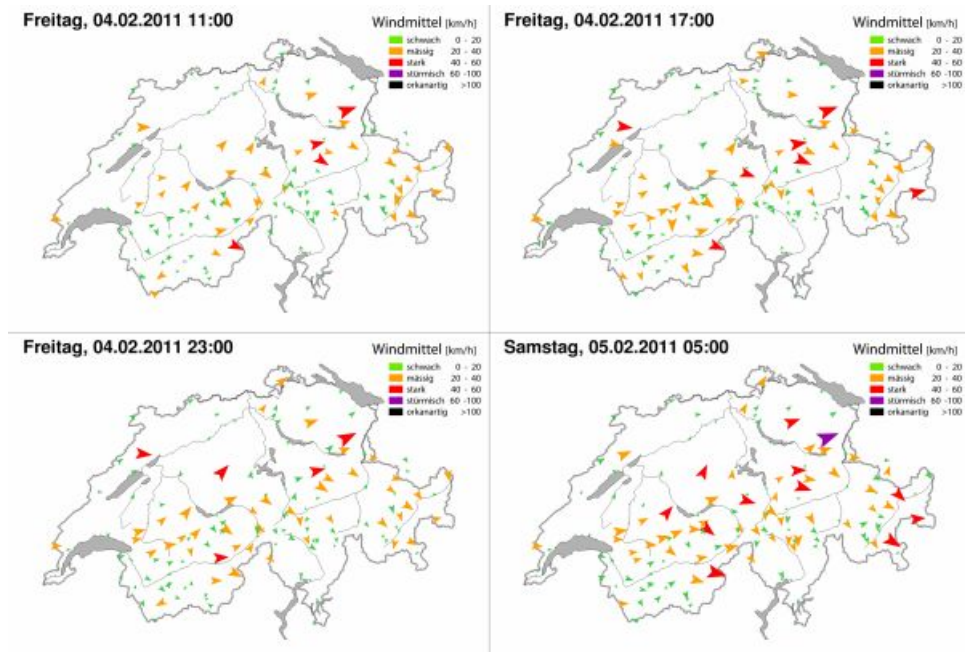 Freitag, 04.02.2011 11:00
Windmittel [km/h]
schwach 0 - 20
mässig 20 - 40
stark 40 - 60
stürmisch 60 -100
orkanartig >100
Freitag, 04.02.2011 17:00
Windmittel [km/h]
schwach 0 - 20
mässig 20 - 40
stark 40 - 60
stürmisch 60 -100
orkanartig >100
Freitag, 04.02.2011 23:00
Windmittel [km/h]
schwach 0 - 20
mässig 20 - 40
stark 40 - 60
stürmisch 60 -100
orkanartig >100
Samstag, 05.02.2011 05:00
Windmittel [km/h]
schwach 0 - 20
mässig 20 - 40
stark 40 - 60
stürmisch 60 -100
orkanartig >100